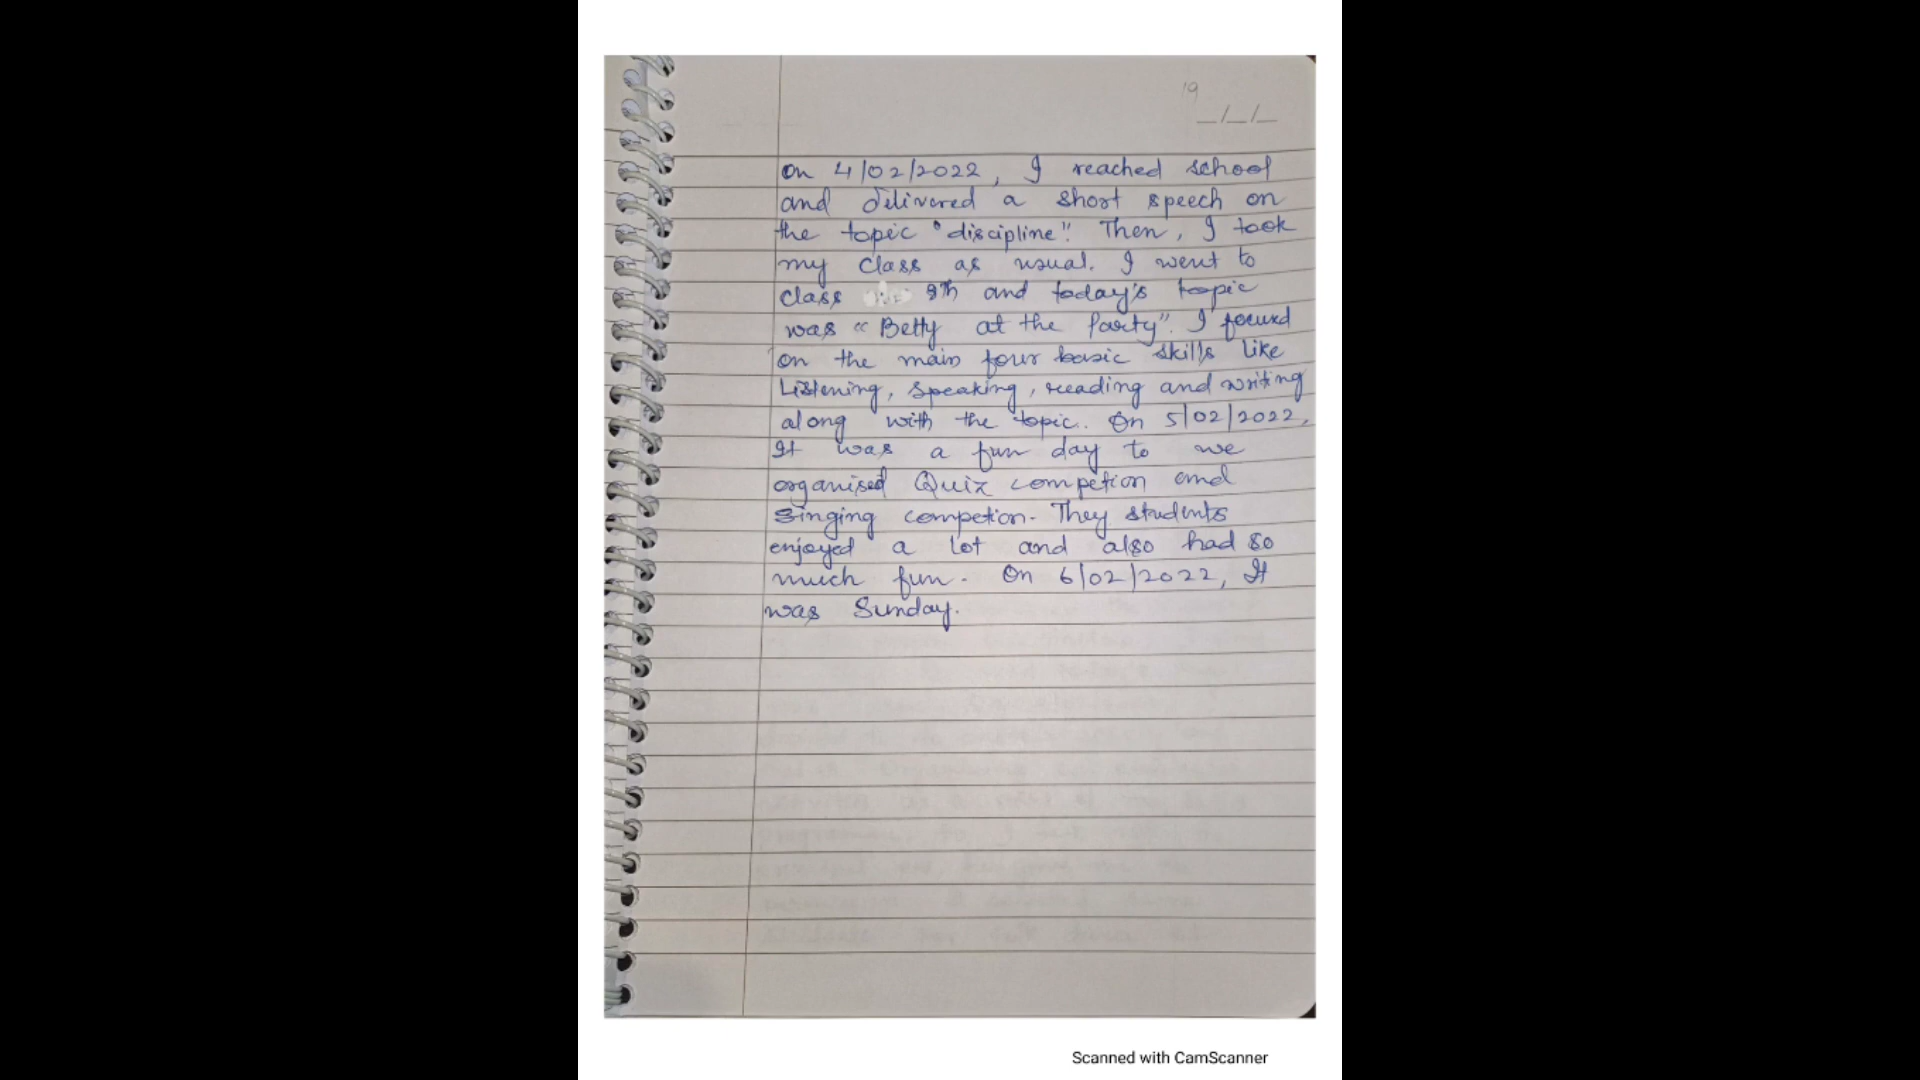 19
_/_/_
On 4/02/2022, I reached school
and delivered a short speech on
the topic "discipline". Then, I took
my class as usual. I went to
class 9th and today's topic
was "Betty at the Party". I focused
on the main four basic skills like
Listening, speaking, reading and writing
along with the topic. On 5/02/2022,
It was a fun day to we
organised Quiz competion and
Singing competion. They students
enjoyed a lot and also had so
much fun. On 6/02/2022, It
was Sunday.
Scanned with CamScanner